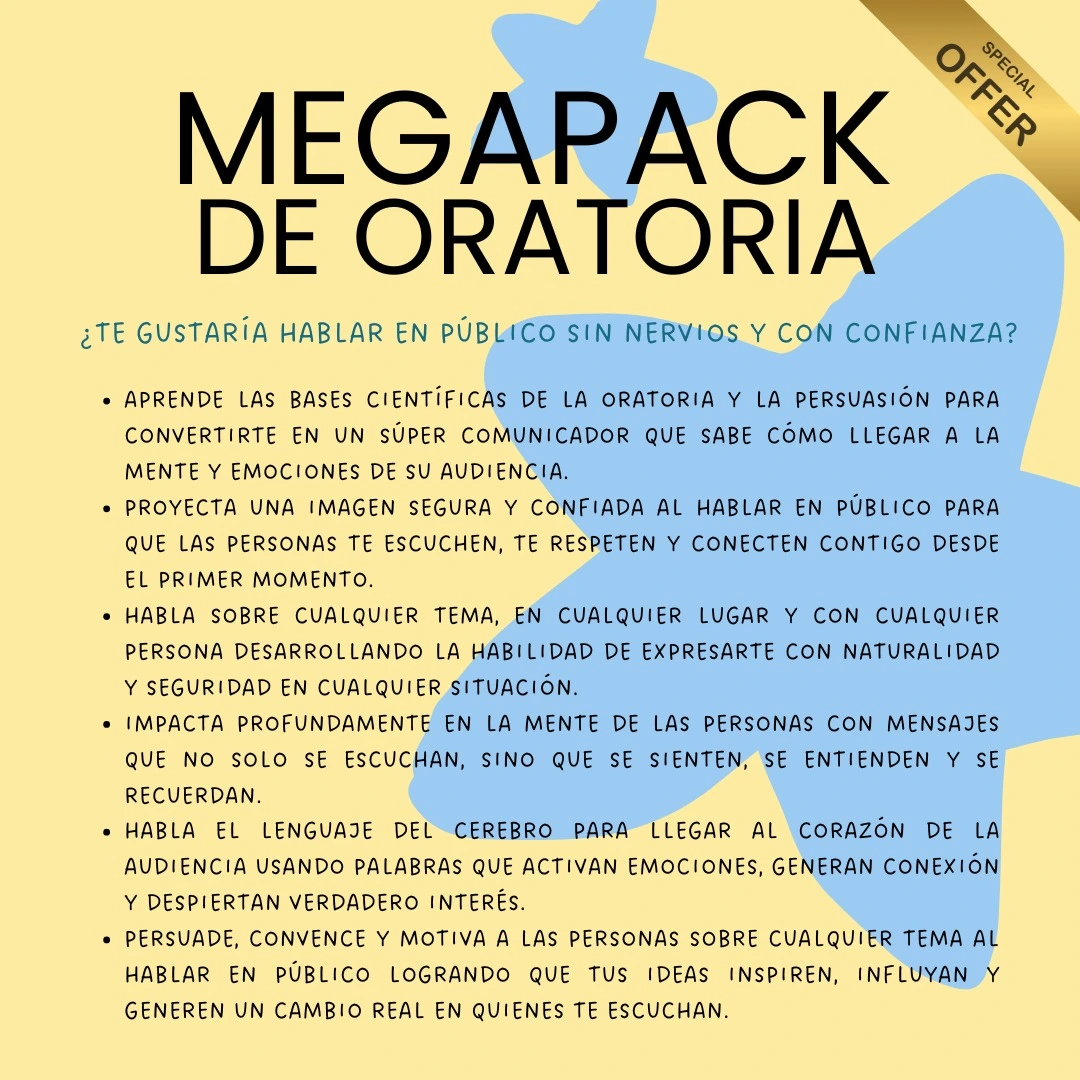 SPECIAL
OFFER
MEGAPACK
DE ORATORIA
¿TE GUSTARÍA HABLAR EN PÚBLICO SIN NERVIOS Y CON CONFIANZA?
• APRENDE LAS BASES CIENTÍFICAS DE LA ORATORIA Y LA PERSUASIÓN PARA
CONVERTIRTE EN UN SÚPER COMUNICADOR QUE SABE CÓMO LLEGAR A LA
MENTE Y EMOCIONES DE SU AUDIENCIA.
• PROYECTA UNA IMAGEN SEGURA Y CONFIADA AL HABLAR EN PÚBLICO PARA
QUE LAS PERSONAS TE ESCUCHEN, TE RESPETEN Y CONECTEN CONTIGO DESDE
EL PRIMER MOMENTO.
• HABLA SOBRE CUALQUIER TEMA, EN CUALQUIER LUGAR Y CON CUALQUIER
PERSONA DESARROLLANDO LA HABILIDAD DE EXPRESARTE CON NATURALIDAD
Y SEGURIDAD EN CUALQUIER SITUACIÓN.
• IMPACTA PROFUNDAMENTE EN LA MENTE DE LAS PERSONAS CON MENSAJES
QUE NO SOLO SE ESCUCHAN, SINO QUE SE SIENTEN, SE ENTIENDEN Y SE
RECUERDAN.
• HABLA EL LENGUAJE DEL CEREBRO PARA LLEGAR AL CORAZÓN DE LA
AUDIENCIA USANDO PALABRAS QUE ACTIVAN EMOCIONES, GENERAN CONEXIÓN
Y DESPIERTAN VERDADERO INTERÉS.
• PERSUADE, CONVENCE Y MOTIVA A LAS PERSONAS SOBRE CUALQUIER TEMA AL
HABLAR EN PÚBLICO LOGRANDO QUE TUS IDEAS INSPIREN, INFLUYAN Y
GENEREN UN CAMBIO REAL EN QUIENES TE ESCUCHAN.